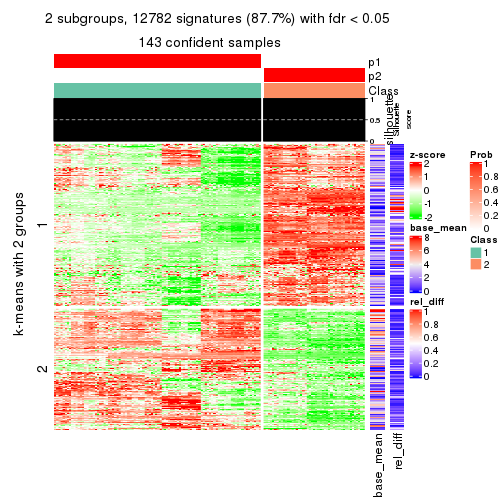 2 subgroups, 12782 signatures (87.7%) with fdr < 0.05
143 confident samples
p1
p2
Class
1
0.5
0
silhouette
Silhouette
score
k-means with 2 groups
1
2
base_mean
rel_diff
z-score
2
1
0
-1
-2
base_mean
8
6
4
2
0
rel_diff
1
0.8
0.6
0.4
0.2
0
Prob
1
0.8
0.6
0.4
0.2
0
Class
1
2